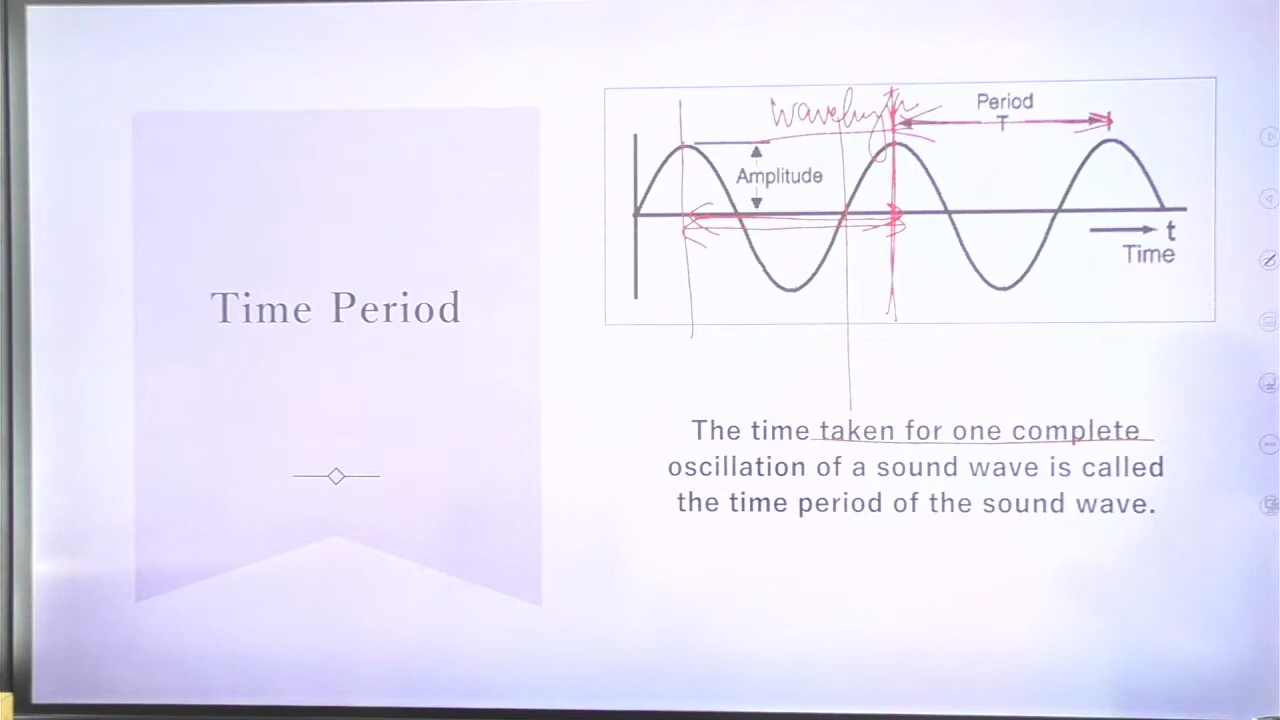 Time Period
Wavelength
Period
T
Amplitude
t
Time
The time taken for one complete
oscillation of a sound wave is called
the time period of the sound wave.